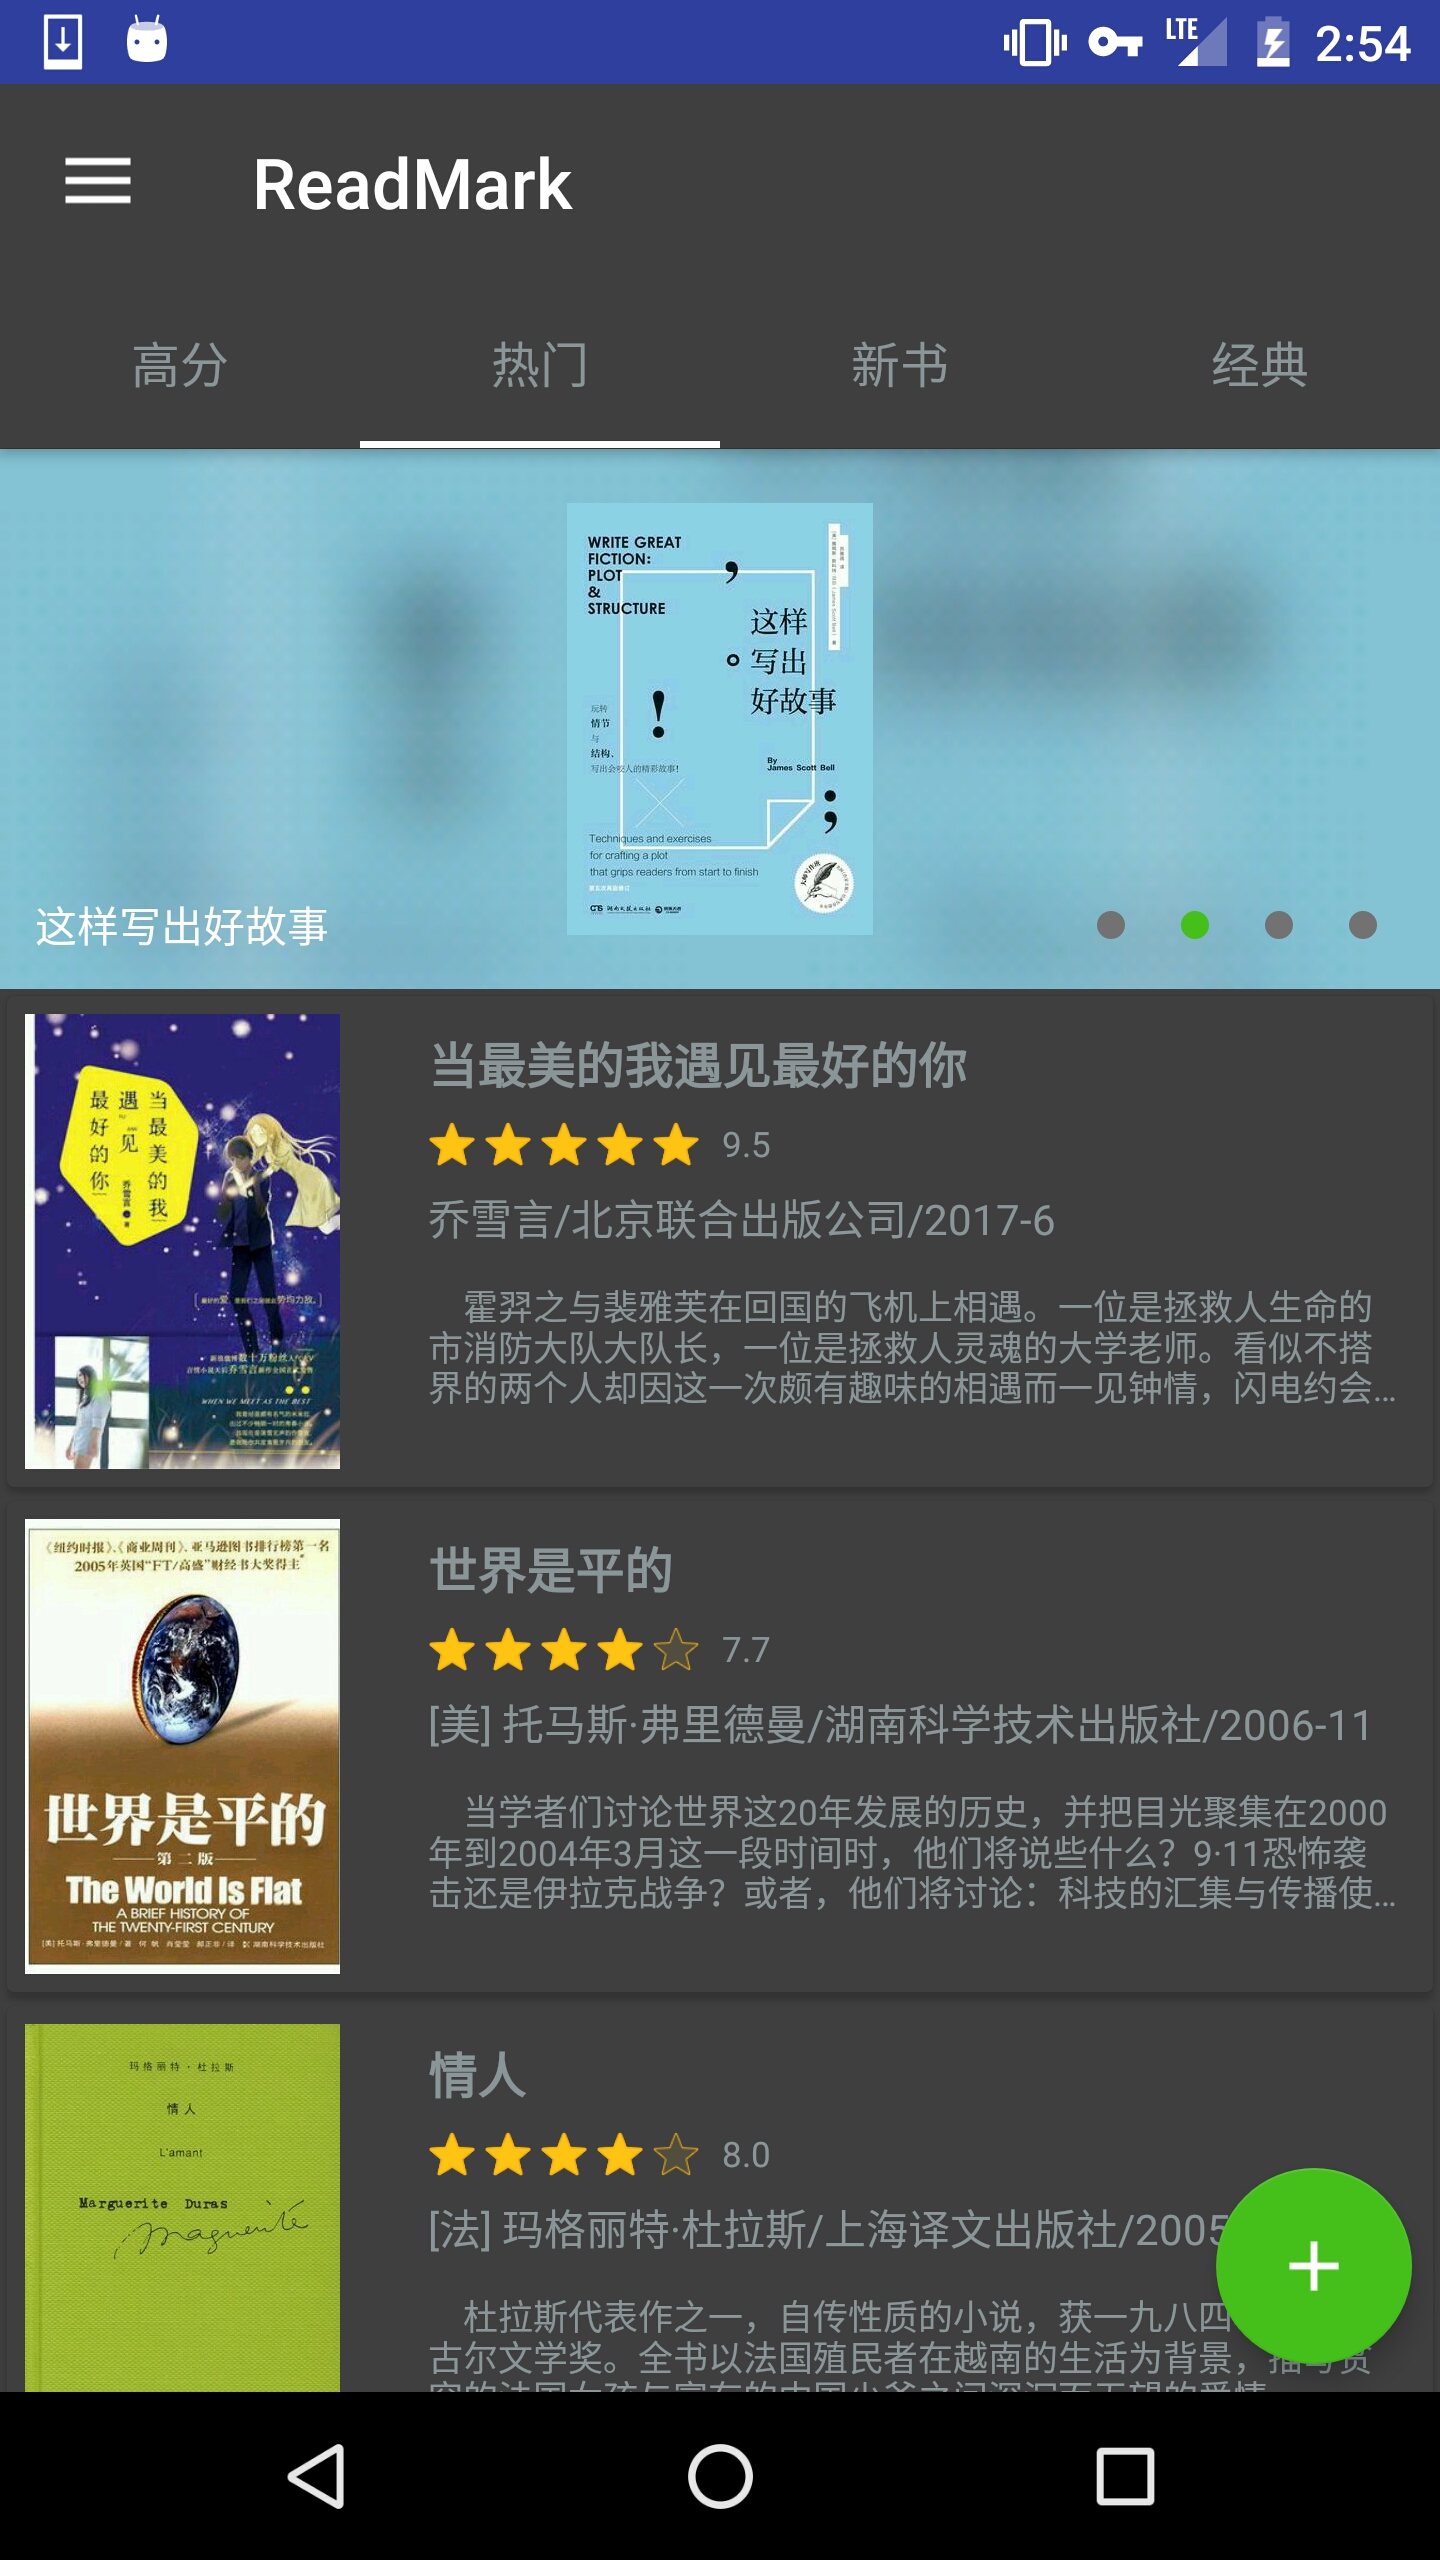 LTE 2:54
ReadMark
高分 热门 新书 经典
WRITE GREAT
FICTION:
PLOT
&
STRUCTURE
这样
写出
好故事
玩转
情节
与
结构,
写出会咬人的精彩故事!
By
James Scott Bell
Techniques and exercises
for crafting a plot
that grips readers from start to finish
这样写出好故事
当最美的我
遇见
最好的你
乔雪言
WHEN WE MEET AS THE BEST
当最美的我遇见最好的你
9.5
乔雪言/北京联合出版公司/2017-6
霍羿之与裴雅芙在回国的飞机上相遇。一位是拯救人生命的
市消防大队大队长，一位是拯救人灵魂的大学老师。看似不搭
界的两个人却因这一次颇有趣味的相遇而一见钟情，闪电约会...
《纽约时报》、《商业周刊》、亚马逊图书排行榜第一名
2005年英国“FT/高盛”财经书大奖得主
世界是平的
第二版
The World Is Flat
A BRIEF HISTORY OF
THE TWENTY-FIRST CENTURY
世界是平的
7.7
[美] 托马斯·弗里德曼/湖南科学技术出版社/2006-11
当学者们讨论世界这20年发展的历史，并把目光聚集在2000
年到2004年3月这一段时间时，他们将说些什么？9·11恐怖袭
击还是伊拉克战争？或者，他们将讨论：科技的汇集与传播使...
玛格丽特·杜拉斯
情人
L'amant
Marguerite Duras
情人
8.0
[法] 玛格丽特·杜拉斯/上海译文出版社/2005
杜拉斯代表作之一，自传性质的小说，获一九八四
古尔文学奖。全书以法国殖民者在越南的生活为背景，描写贫